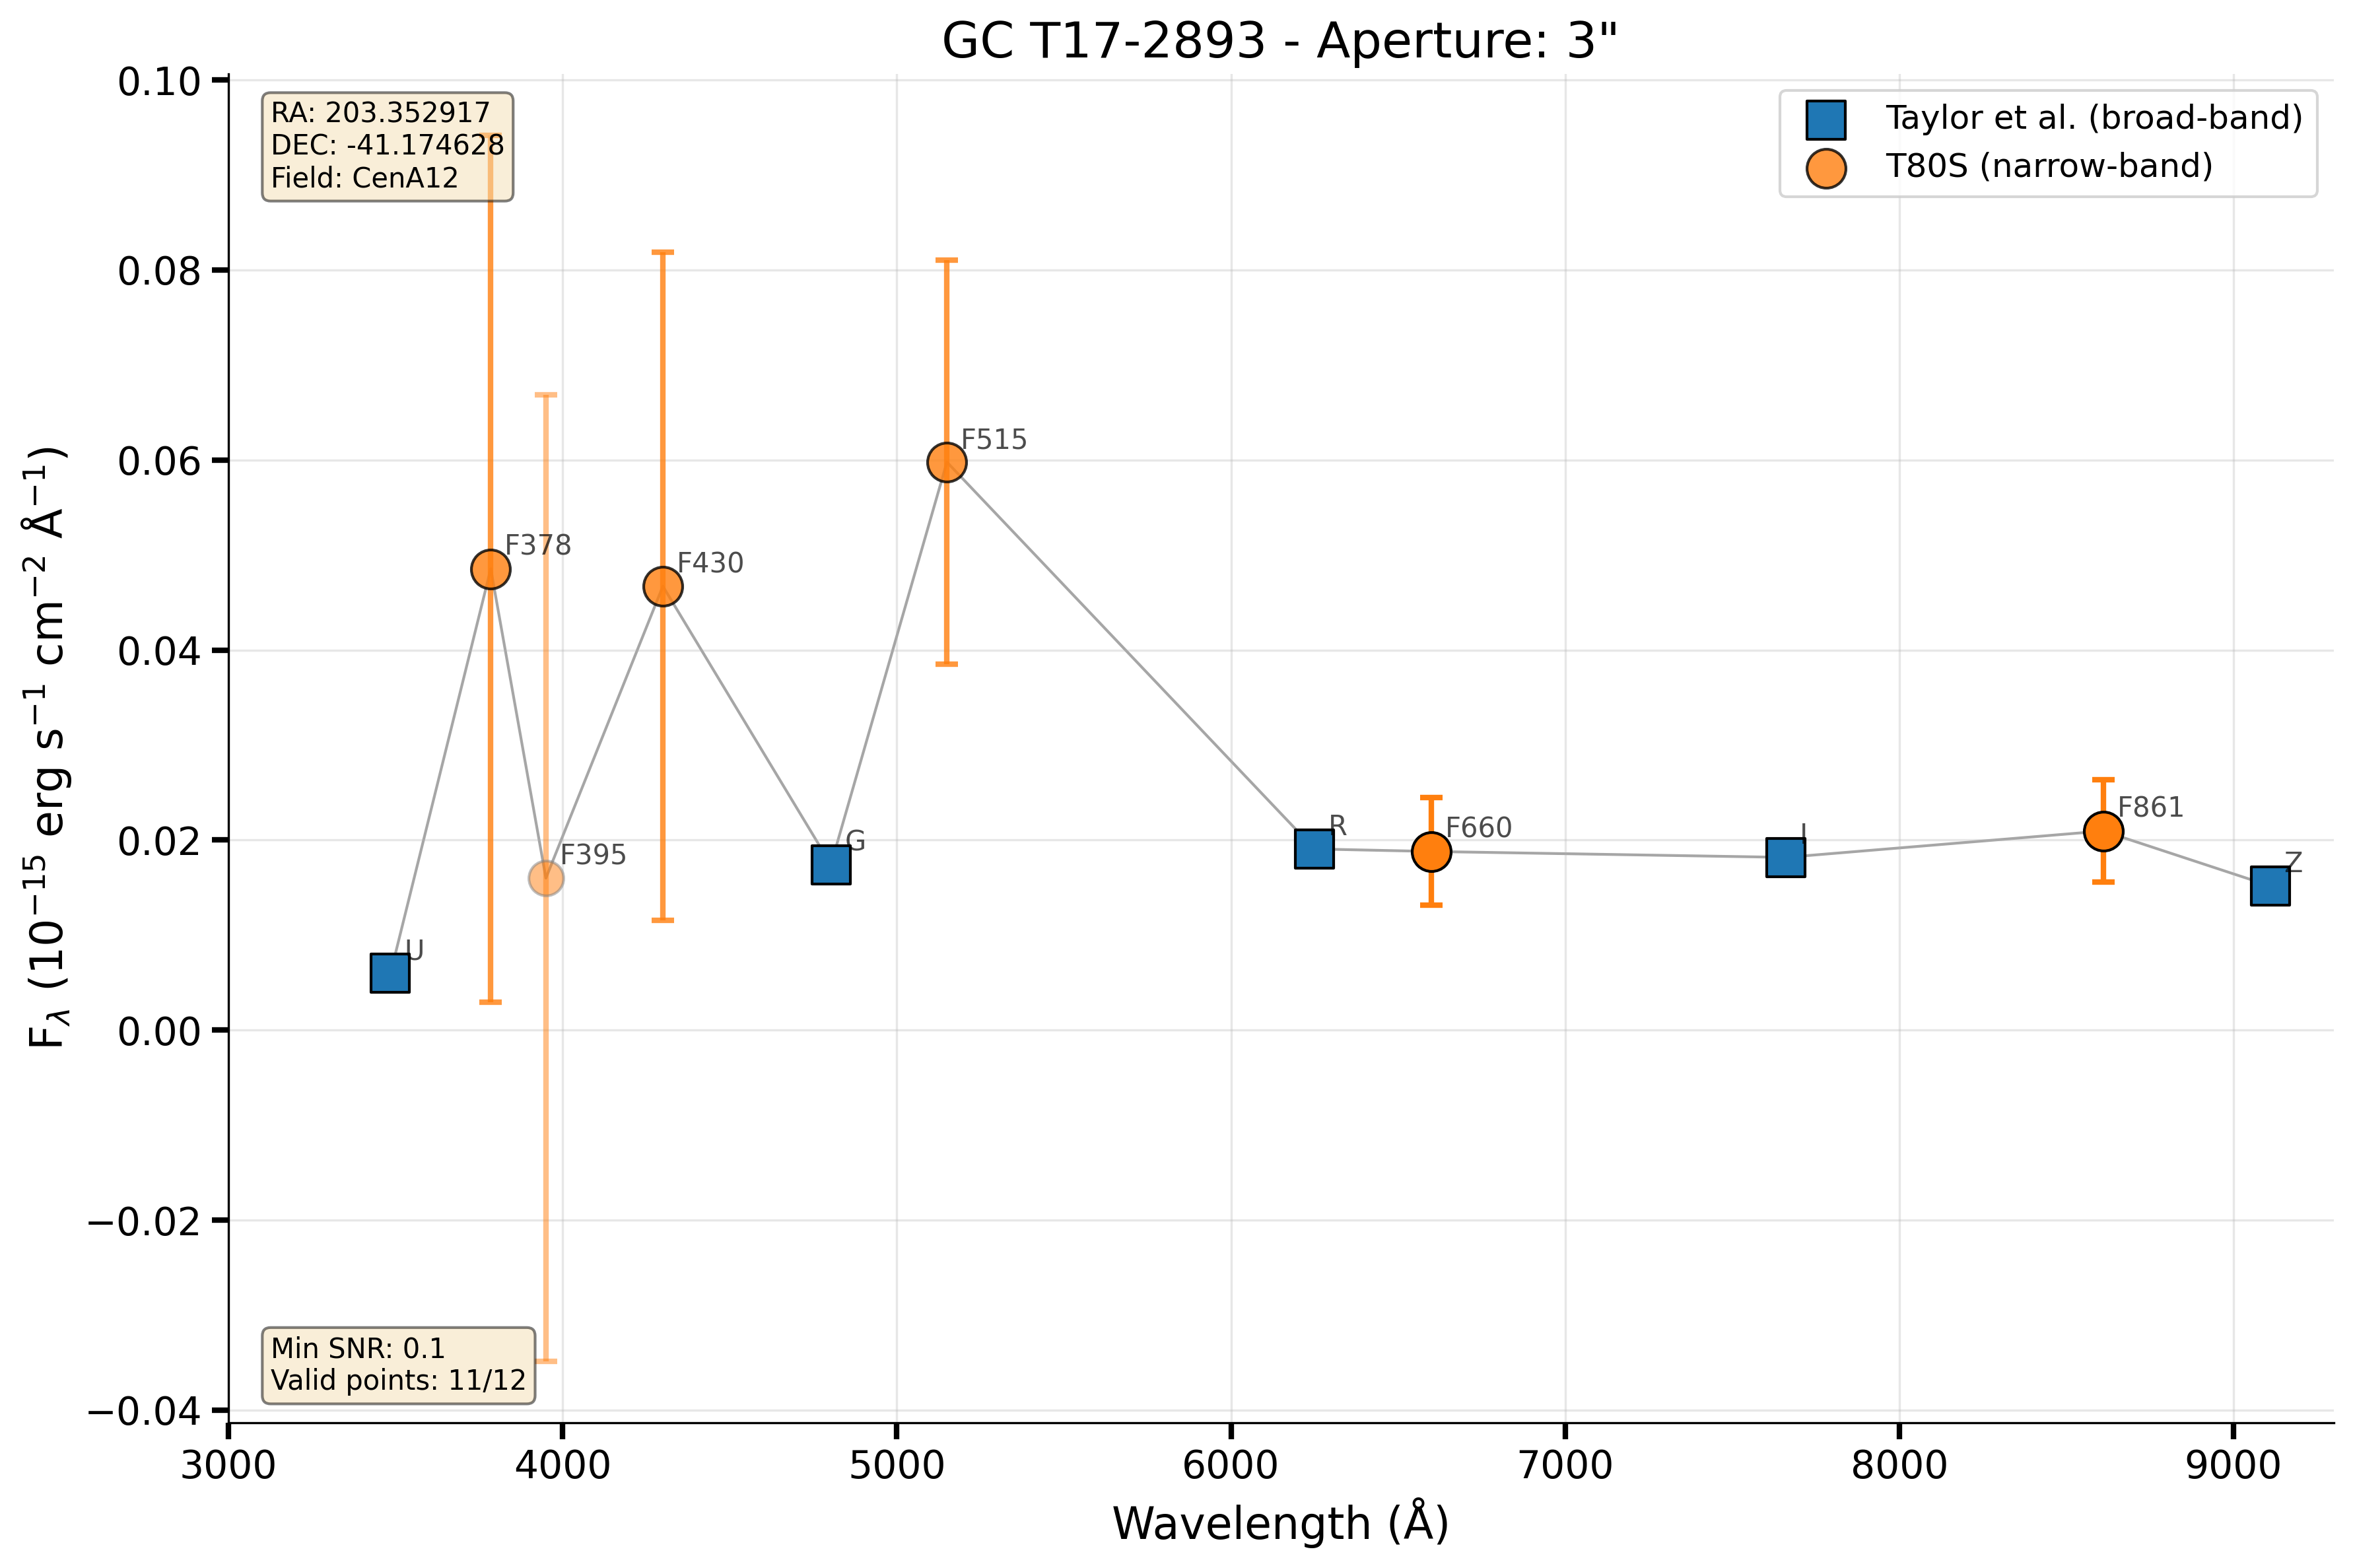 GC T17-2893 - Aperture: 3"
RA: 203.352917
DEC: -41.174628
Field: CenA12
Taylor et al. (broad-band)
T80S (narrow-band)
0.10
0.08
0.06
0.04
0.02
0.00
−0.02
−0.04
F_λ (10⁻¹⁵ erg s⁻¹ cm⁻² Å⁻¹)
U
F378
F395
F430
G
F515
R
F660
I
F861
Z
Min SNR: 0.1
Valid points: 11/12
3000 4000 5000 6000 7000 8000 9000
Wavelength (Å)